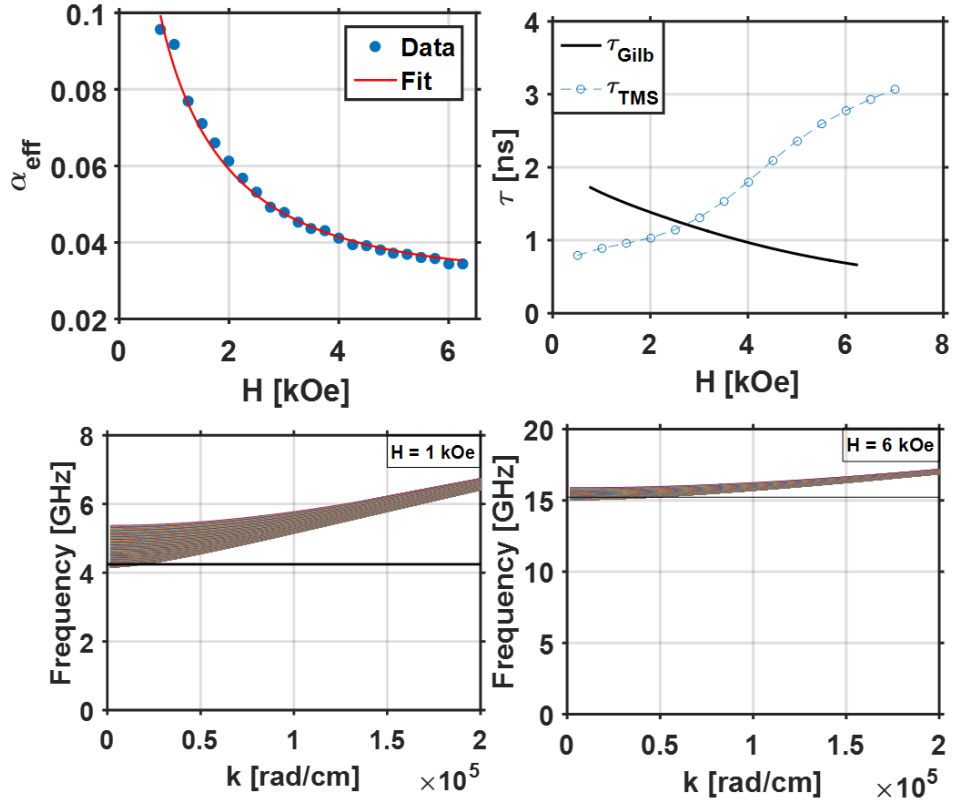 0.1
0.08
0.06
0.04
0.02
α_eff
0 2 4 6
H [kOe]
Data
Fit
4
3
2
1
0
τ [ns]
0 2 4 6 8
H [kOe]
τ_Gilb
τ_TMS
8
6
4
2
0
Frequency [GHz]
0 0.5 1 1.5 2
k [rad/cm] ×10^5
H = 1 kOe
20
15
10
5
0
Frequency [GHz]
0 0.5 1 1.5 2
k [rad/cm] ×10^5
H = 6 kOe